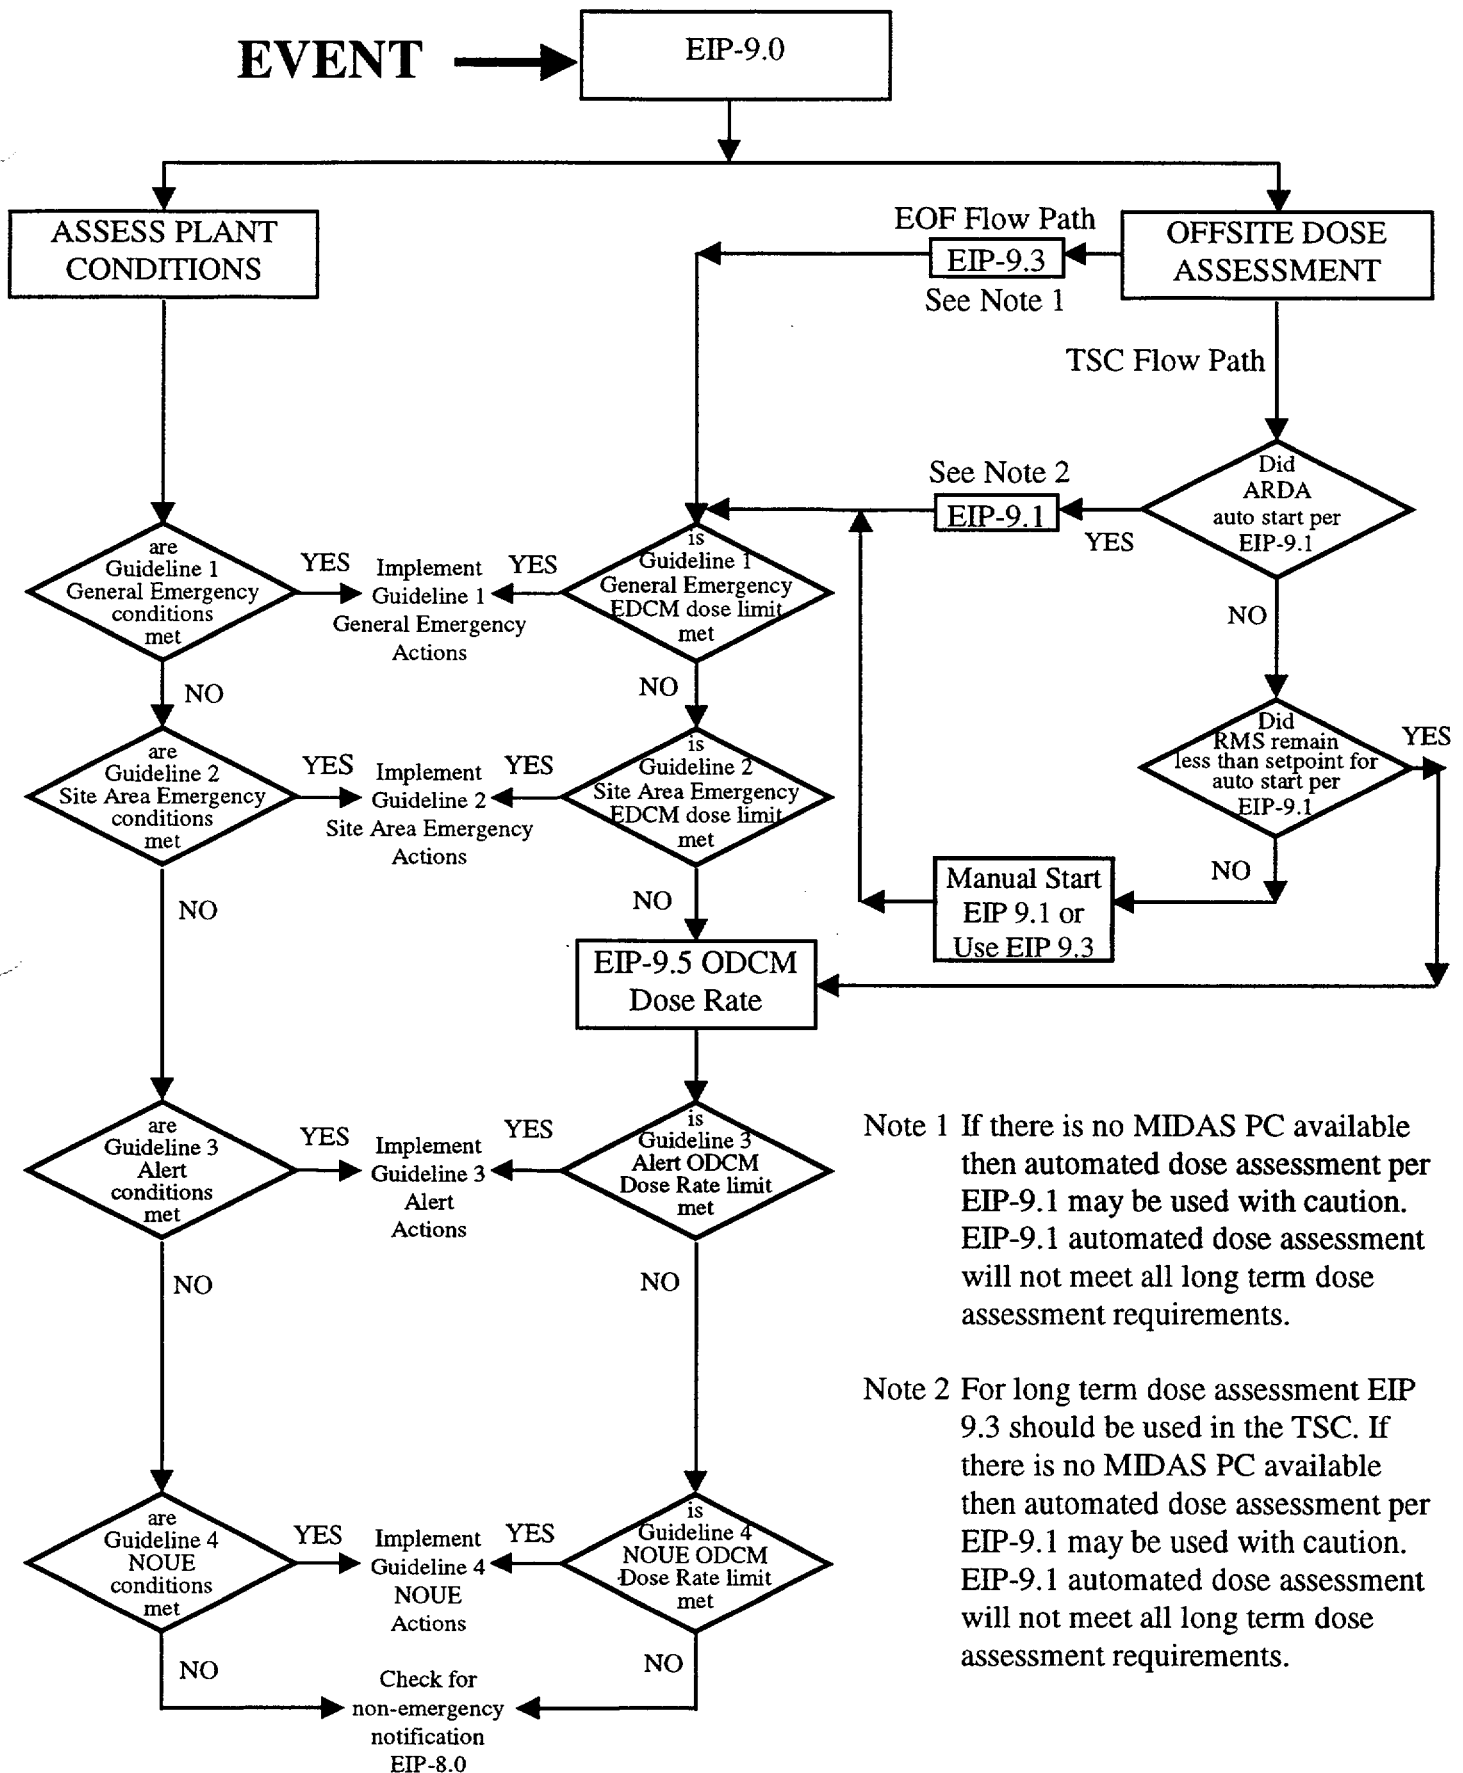 EVENT
EIP-9.0
ASSESS PLANT
CONDITIONS
EOF Flow Path
EIP-9.3
See Note 1
OFFSITE DOSE
ASSESSMENT
TSC Flow Path
Did
ARDA
auto start per
EIP-9.1
YES
See Note 2
EIP-9.1
NO
Did
RMS remain
less than setpoint for
auto start per
EIP-9.1
YES
NO
Manual Start
EIP 9.1 or
Use EIP 9.3
are
Guideline 1
General Emergency
conditions
met
YES
Implement
Guideline 1
General Emergency
Actions
YES
is
Guideline 1
General Emergency
EDCM dose limit
met
NO
NO
are
Guideline 2
Site Area Emergency
conditions
met
YES
Implement
Guideline 2
Site Area Emergency
Actions
YES
is
Guideline 2
Site Area Emergency
EDCM dose limit
met
NO
NO
EIP-9.5 ODCM
Dose Rate
are
Guideline 3
Alert
conditions
met
YES
Implement
Guideline 3
Alert
Actions
YES
is
Guideline 3
Alert ODCM
Dose Rate limit
met
NO
NO
are
Guideline 4
NOUE
conditions
met
YES
Implement
Guideline 4
NOUE
Actions
YES
is
Guideline 4
NOUE ODCM
Dose Rate limit
met
NO
NO
Check for
non-emergency
notification
EIP-8.0
Note 1 If there is no MIDAS PC available
then automated dose assessment per
EIP-9.1 may be used with caution.
EIP-9.1 automated dose assessment
will not meet all long term dose
assessment requirements.
Note 2 For long term dose assessment EIP
9.3 should be used in the TSC. If
there is no MIDAS PC available
then automated dose assessment per
EIP-9.1 may be used with caution.
EIP-9.1 automated dose assessment
will not meet all long term dose
assessment requirements.